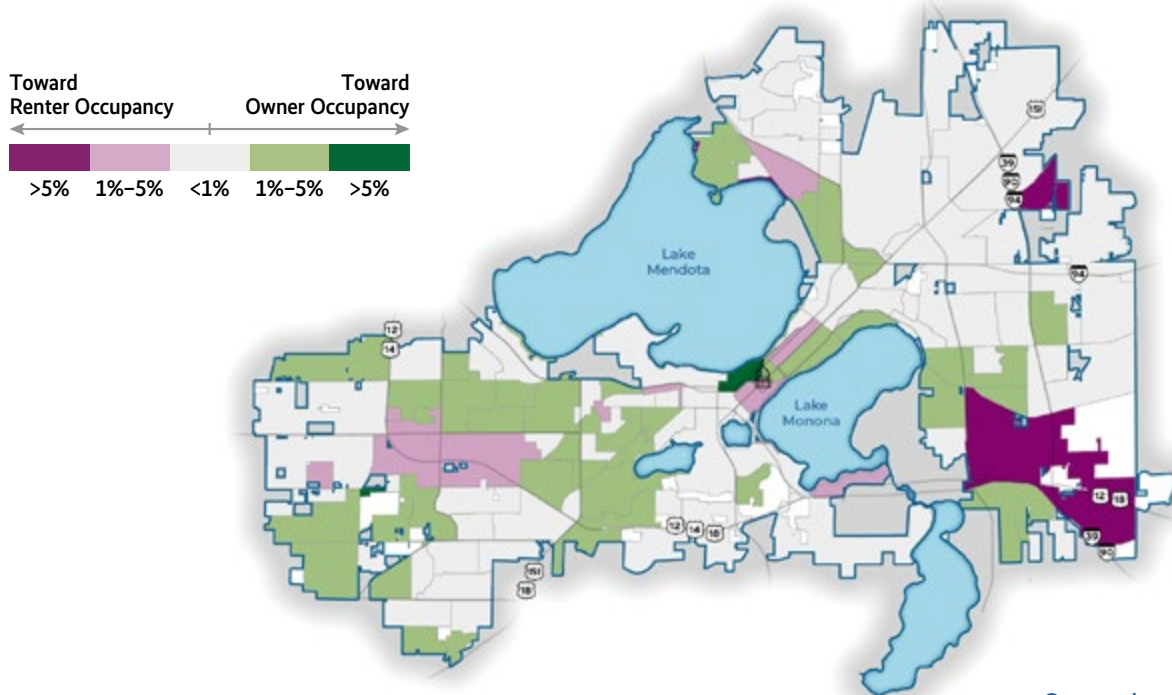 Toward
Renter Occupancy
Toward
Owner Occupancy
>5%
1%–5%
<1%
1%–5%
>5%
151
39
90
94
94
Lake
Mendota
12
14
Lake
Monona
12
18
12
14
18
39
90
151
18